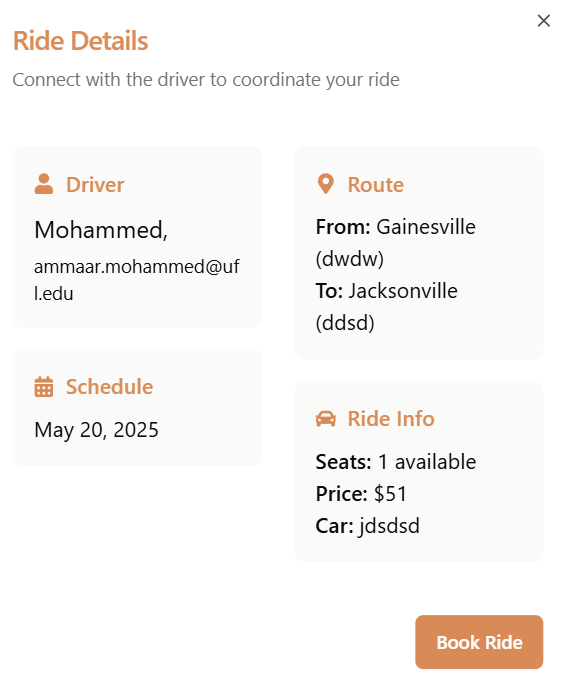 Ride Details
Connect with the driver to coordinate your ride
Driver
Mohammed,
ammaar.mohammed@uf
l.edu
Schedule
May 20, 2025
Route
From: Gainesville
(dwdw)
To: Jacksonville
(ddsd)
Ride Info
Seats: 1 available
Price: $51
Car: jdsdsd
Book Ride